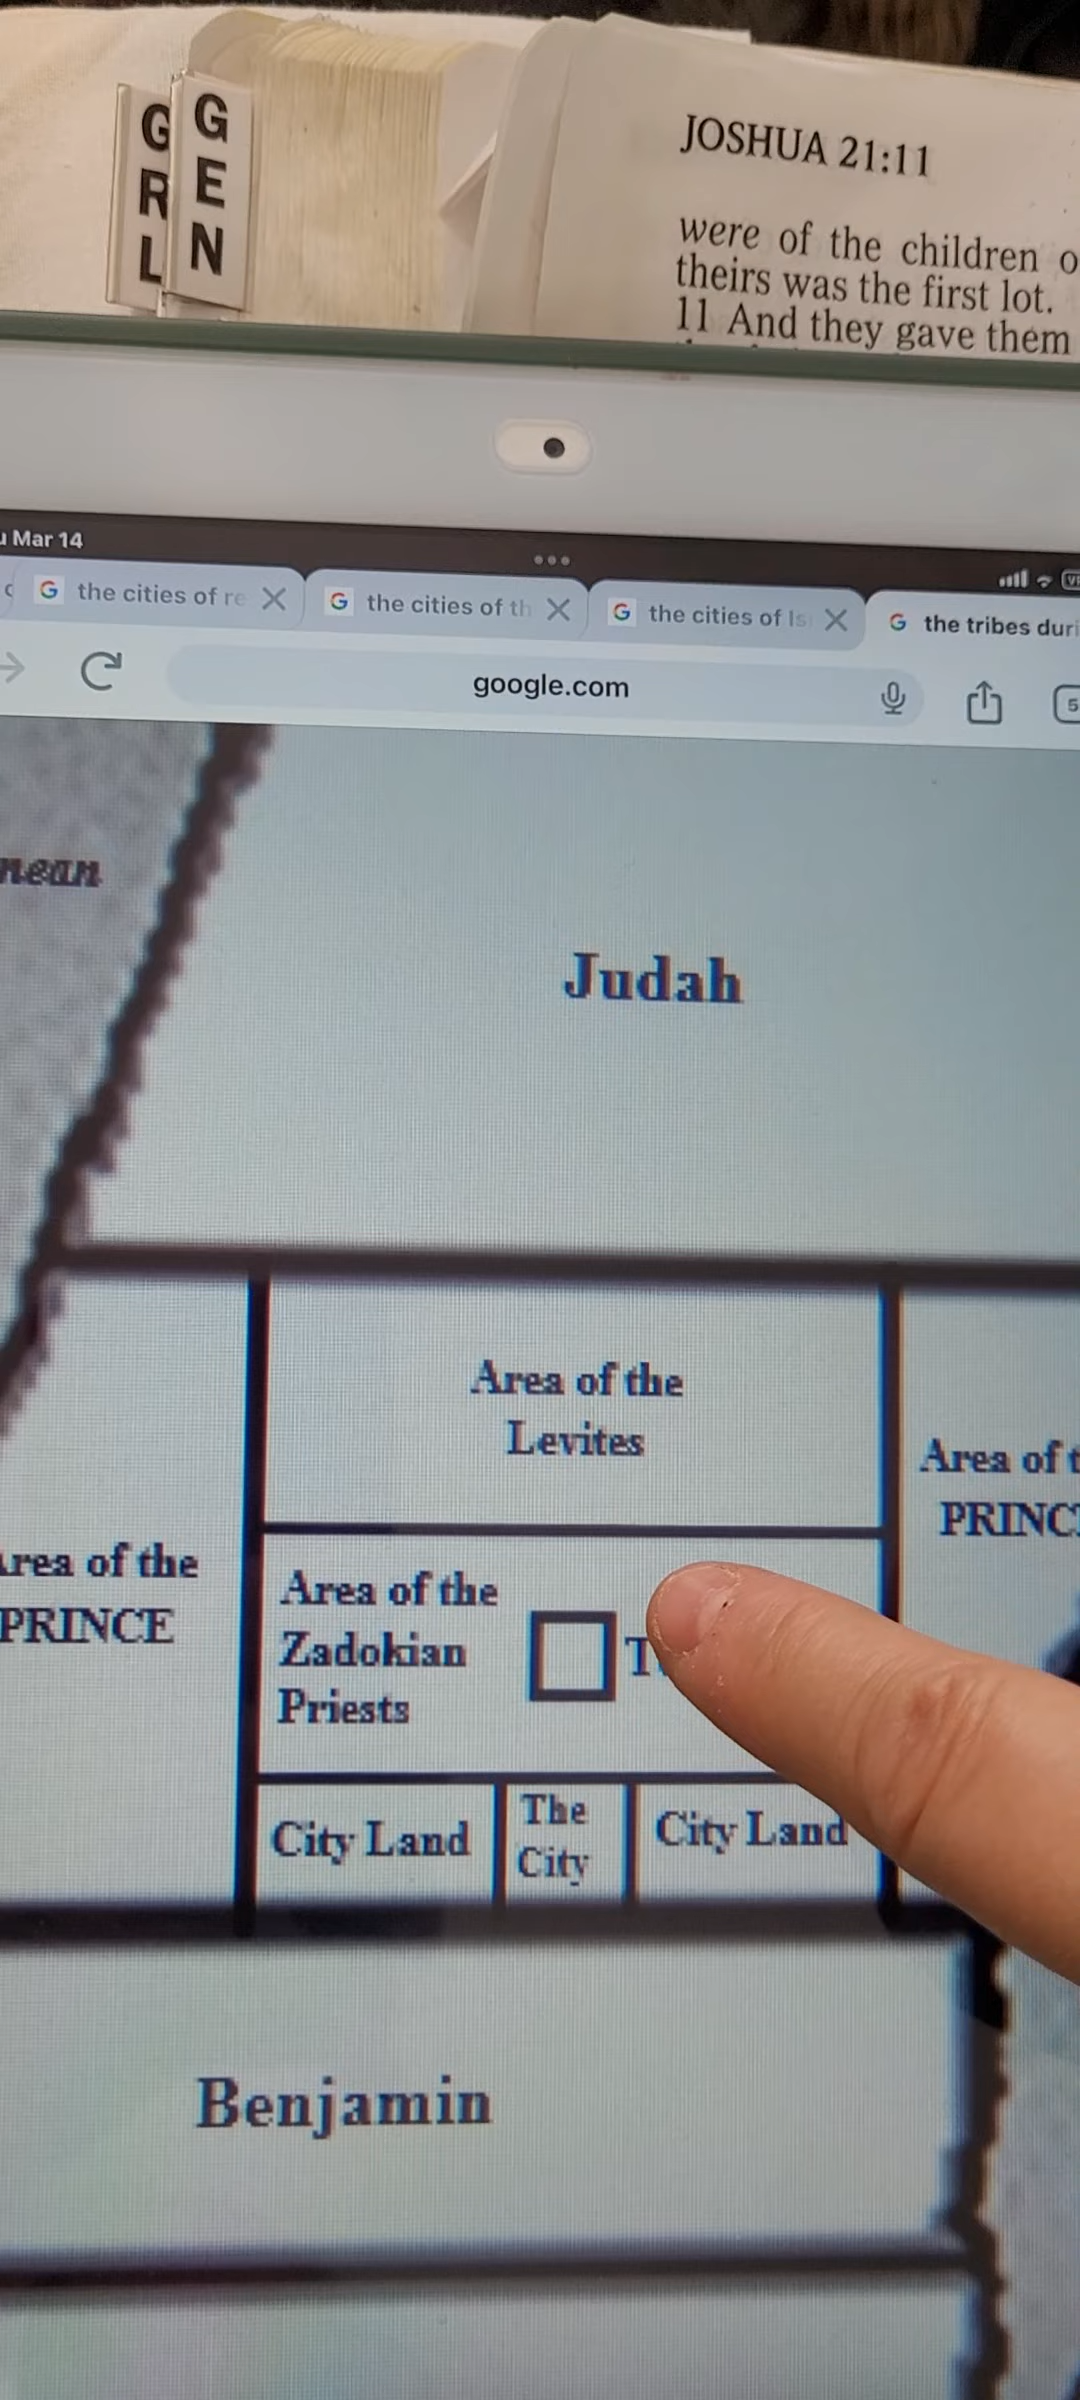 G
R
L
G
E
N
JOSHUA 21:11
were of the children
theirs was the first lot.
11 And they gave them
Mar 14
the cities of
the cities of
the cities of
the tribes
google.com
5
Judah
Area of the
Levites
Area of
Area of the
PRINCE
Area of the
Zadokian
Priests
City Land
The
City
City Land
Benjamin